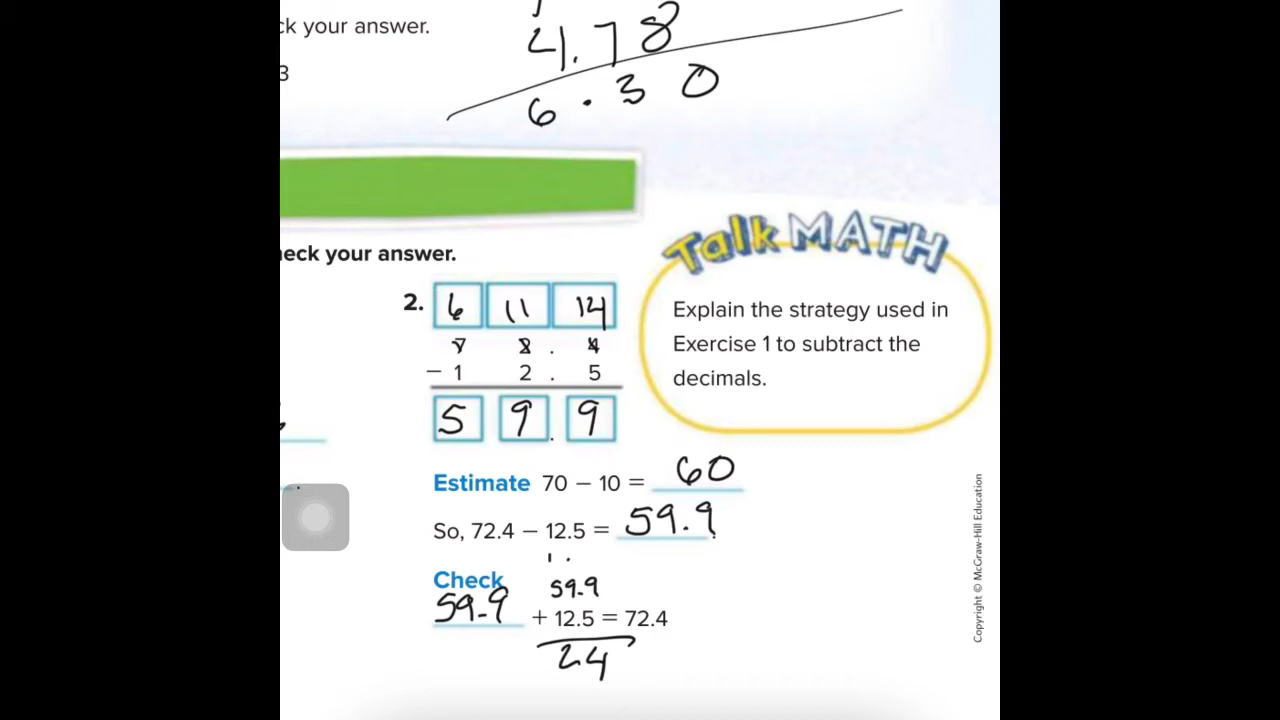 ck your answer.
4.78
3
6.30
eck your answer.
Talk MATH
Explain the strategy used in
Exercise 1 to subtract the
decimals.
2. 6 11 14
7 2 . 4
− 1 2 . 5
5 9 . 9
Estimate 70 − 10 = 60
So, 72.4 − 12.5 = 59.9.
1 .
Check 59.9
59.9 + 12.5 = 72.4
24
Copyright © McGraw-Hill Education